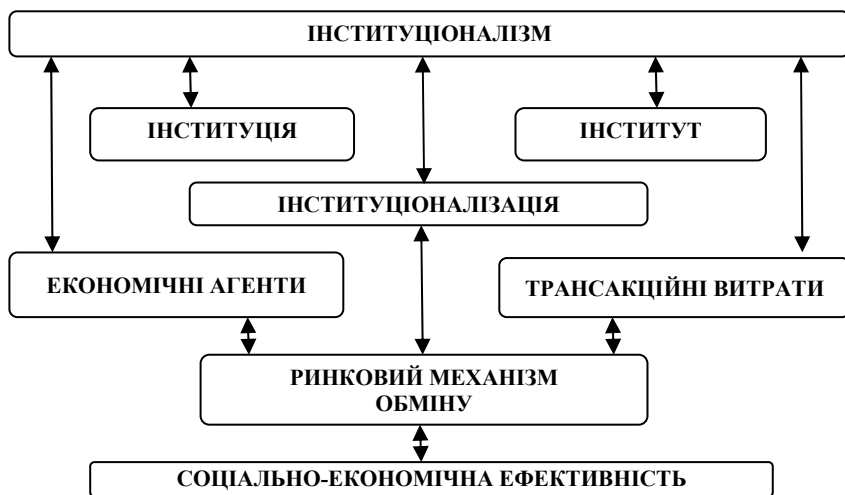 ІНСТИТУЦІОНАЛІЗМ
ІНСТИТУЦІЯ
ІНСТИТУТ
ІНСТИТУЦІОНАЛІЗАЦІЯ
ЕКОНОМІЧНІ АГЕНТИ
ТРАНСАКЦІЙНІ ВИТРАТИ
РИНКОВИЙ МЕХАНІЗМ
ОБМІНУ
СОЦІАЛЬНО-ЕКОНОМІЧНА ЕФЕКТИВНІСТЬ